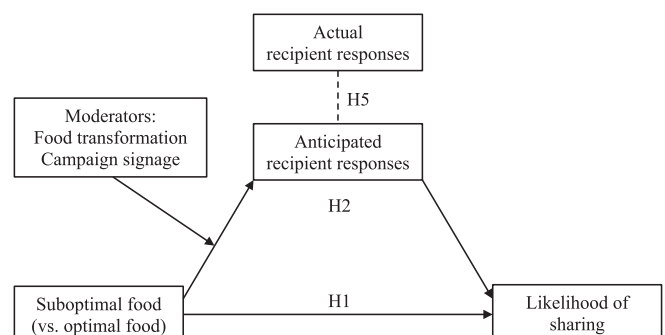 Actual
recipient responses
H5
Moderators:
Food transformation
Campaign signage
Anticipated
recipient responses
H2
H1
Suboptimal food
(vs. optimal food)
Likelihood of
sharing